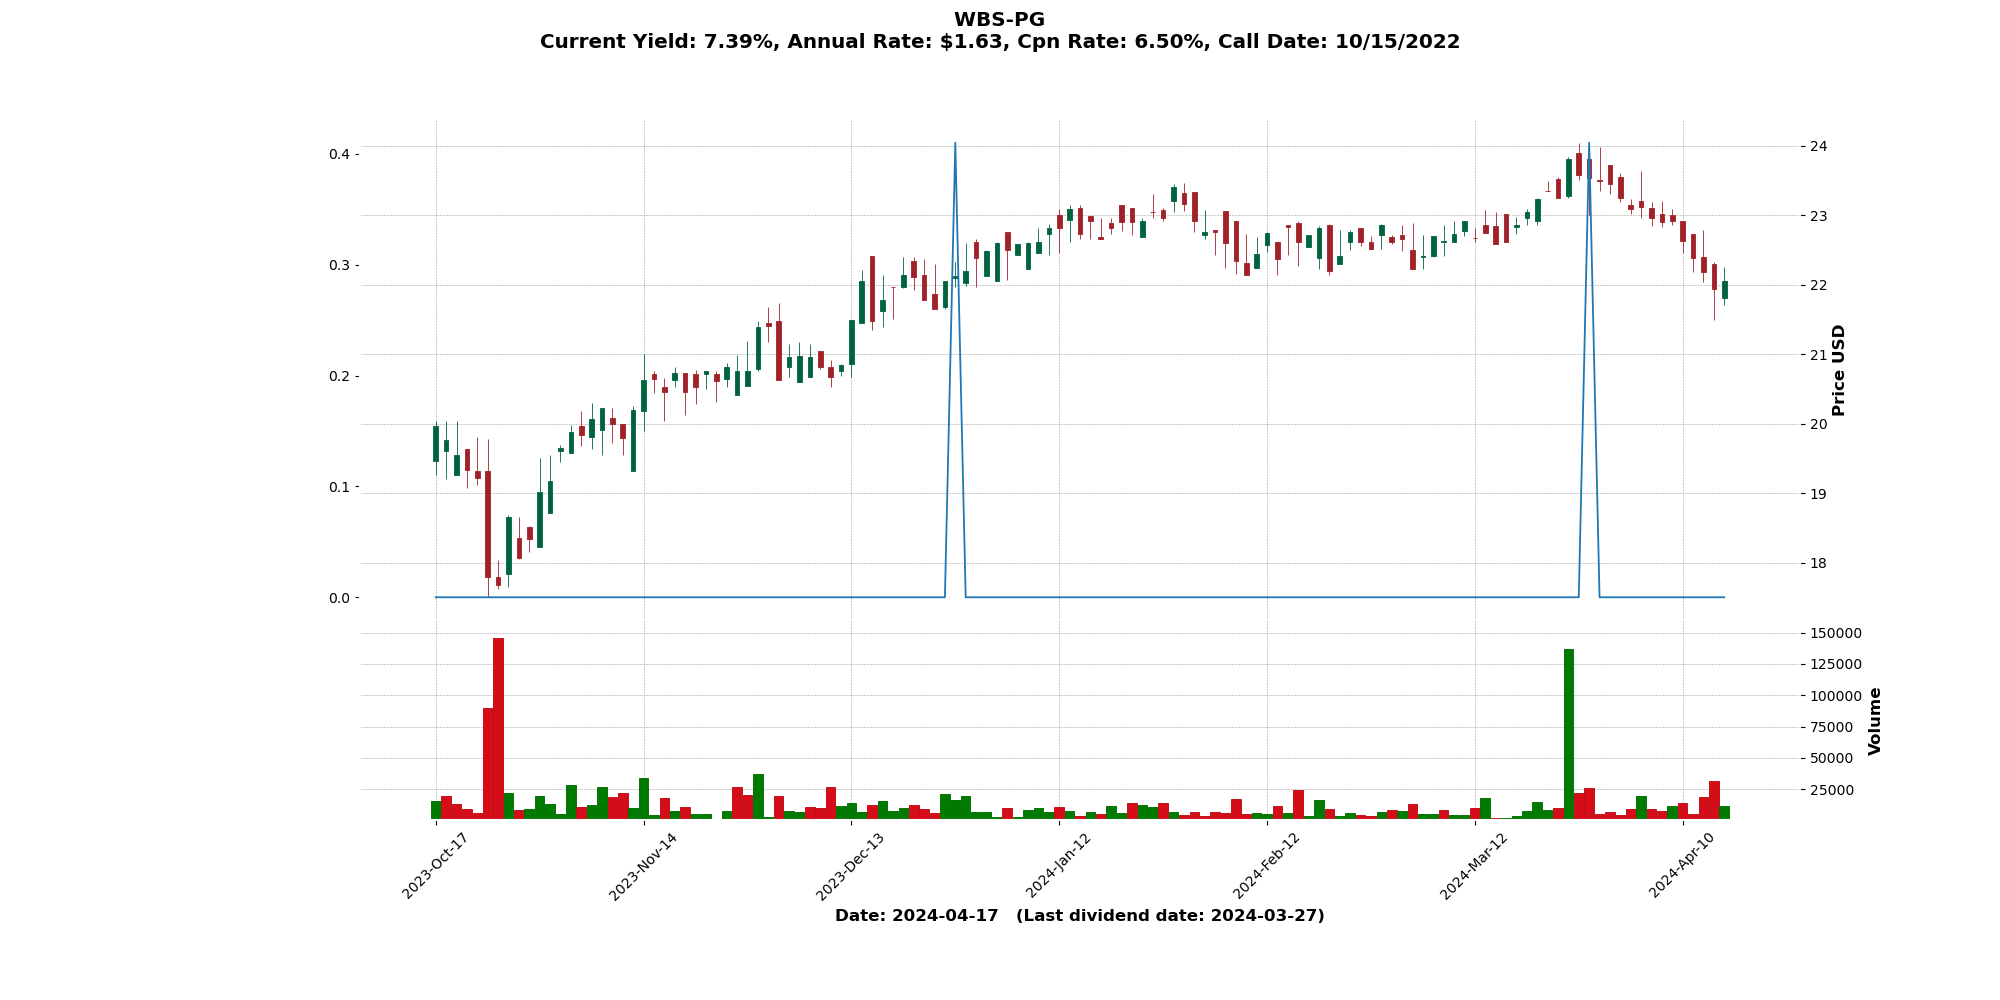 WBS-PG
Current Yield: 7.39%, Annual Rate: $1.63, Cpn Rate: 6.50%, Call Date: 10/15/2022
0.4
0.3
0.2
0.1
0.0
24
23
22
21
20
19
18
Price USD
150000
125000
100000
75000
50000
25000
Volume
2023-Oct-17
2023-Nov-14
2023-Dec-13
2024-Jan-12
2024-Feb-12
2024-Mar-12
2024-Apr-10
Date: 2024-04-17 (Last dividend date: 2024-03-27)